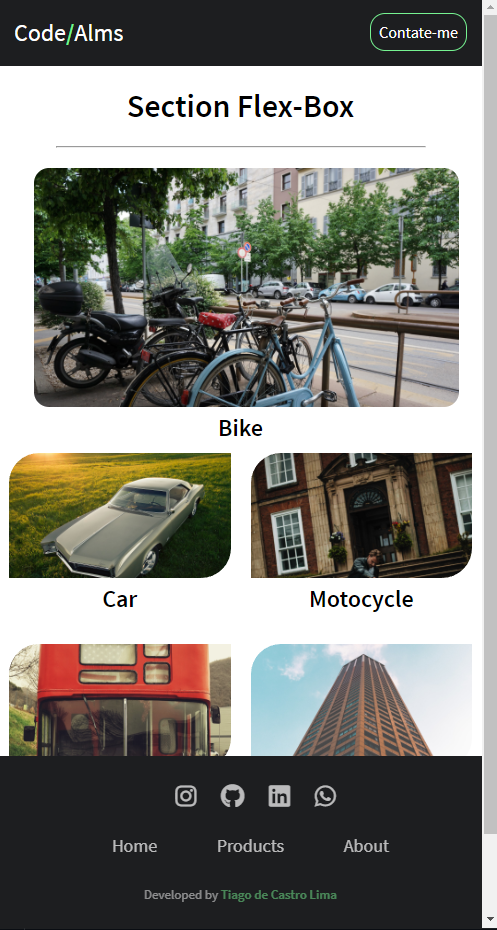 Code/Alms
Contate-me
Section Flex-Box
Bike
Car
Motocycle
Home
Products
About
Developed by Tiago de Castro Lima